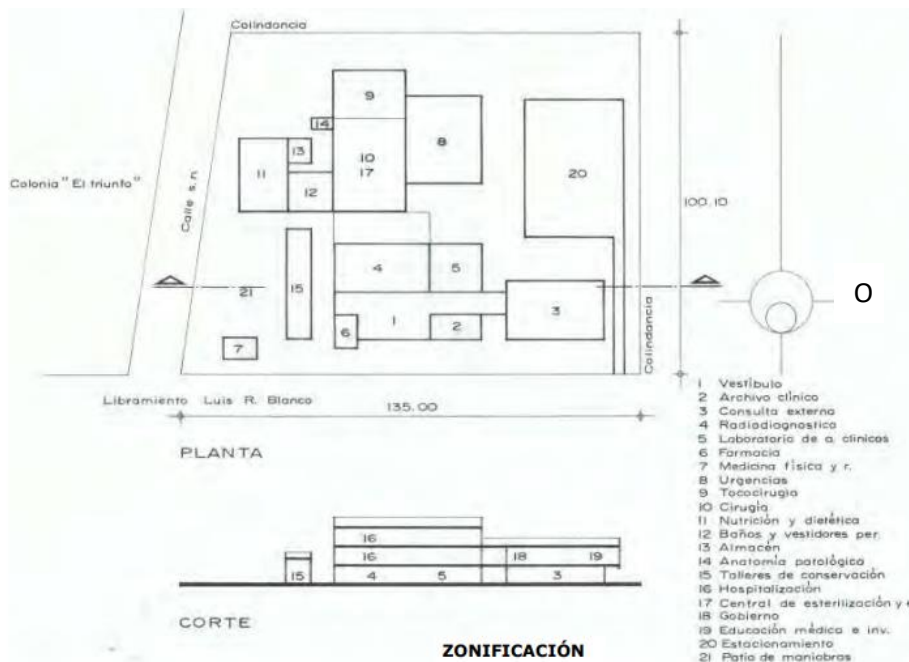 Colindancia
9
14
8
13
10
17
11
12
20
Colonia "El triunfo"
Calle s.n.
100.10
4
5
15
21
O
3
1
2
6
7
Colindancia
Libramiento Luis R. Blanco
135.00
PLANTA
16
16
18
19
15
4
5
3
CORTE
ZONIFICACIÓN
1 Vestíbulo
2 Archivo clínico
3 Consulta externa
4 Radiodiagnostico
5 Laboratorio de a. clinicos
6 Farmacia
7 Medicina física y r.
8 Urgencias
9 Tococirugia
10 Cirugía
11 Nutrición y dietética
12 Baños y vestidores per.
13 Almacén
14 Anatomía patológica
15 Talleres de conservación
16 Hospitalización
17 Central de esterilización y e
18 Gobierno
19 Educación médica e inv.
20 Estacionamiento
21 Patio de maniobras